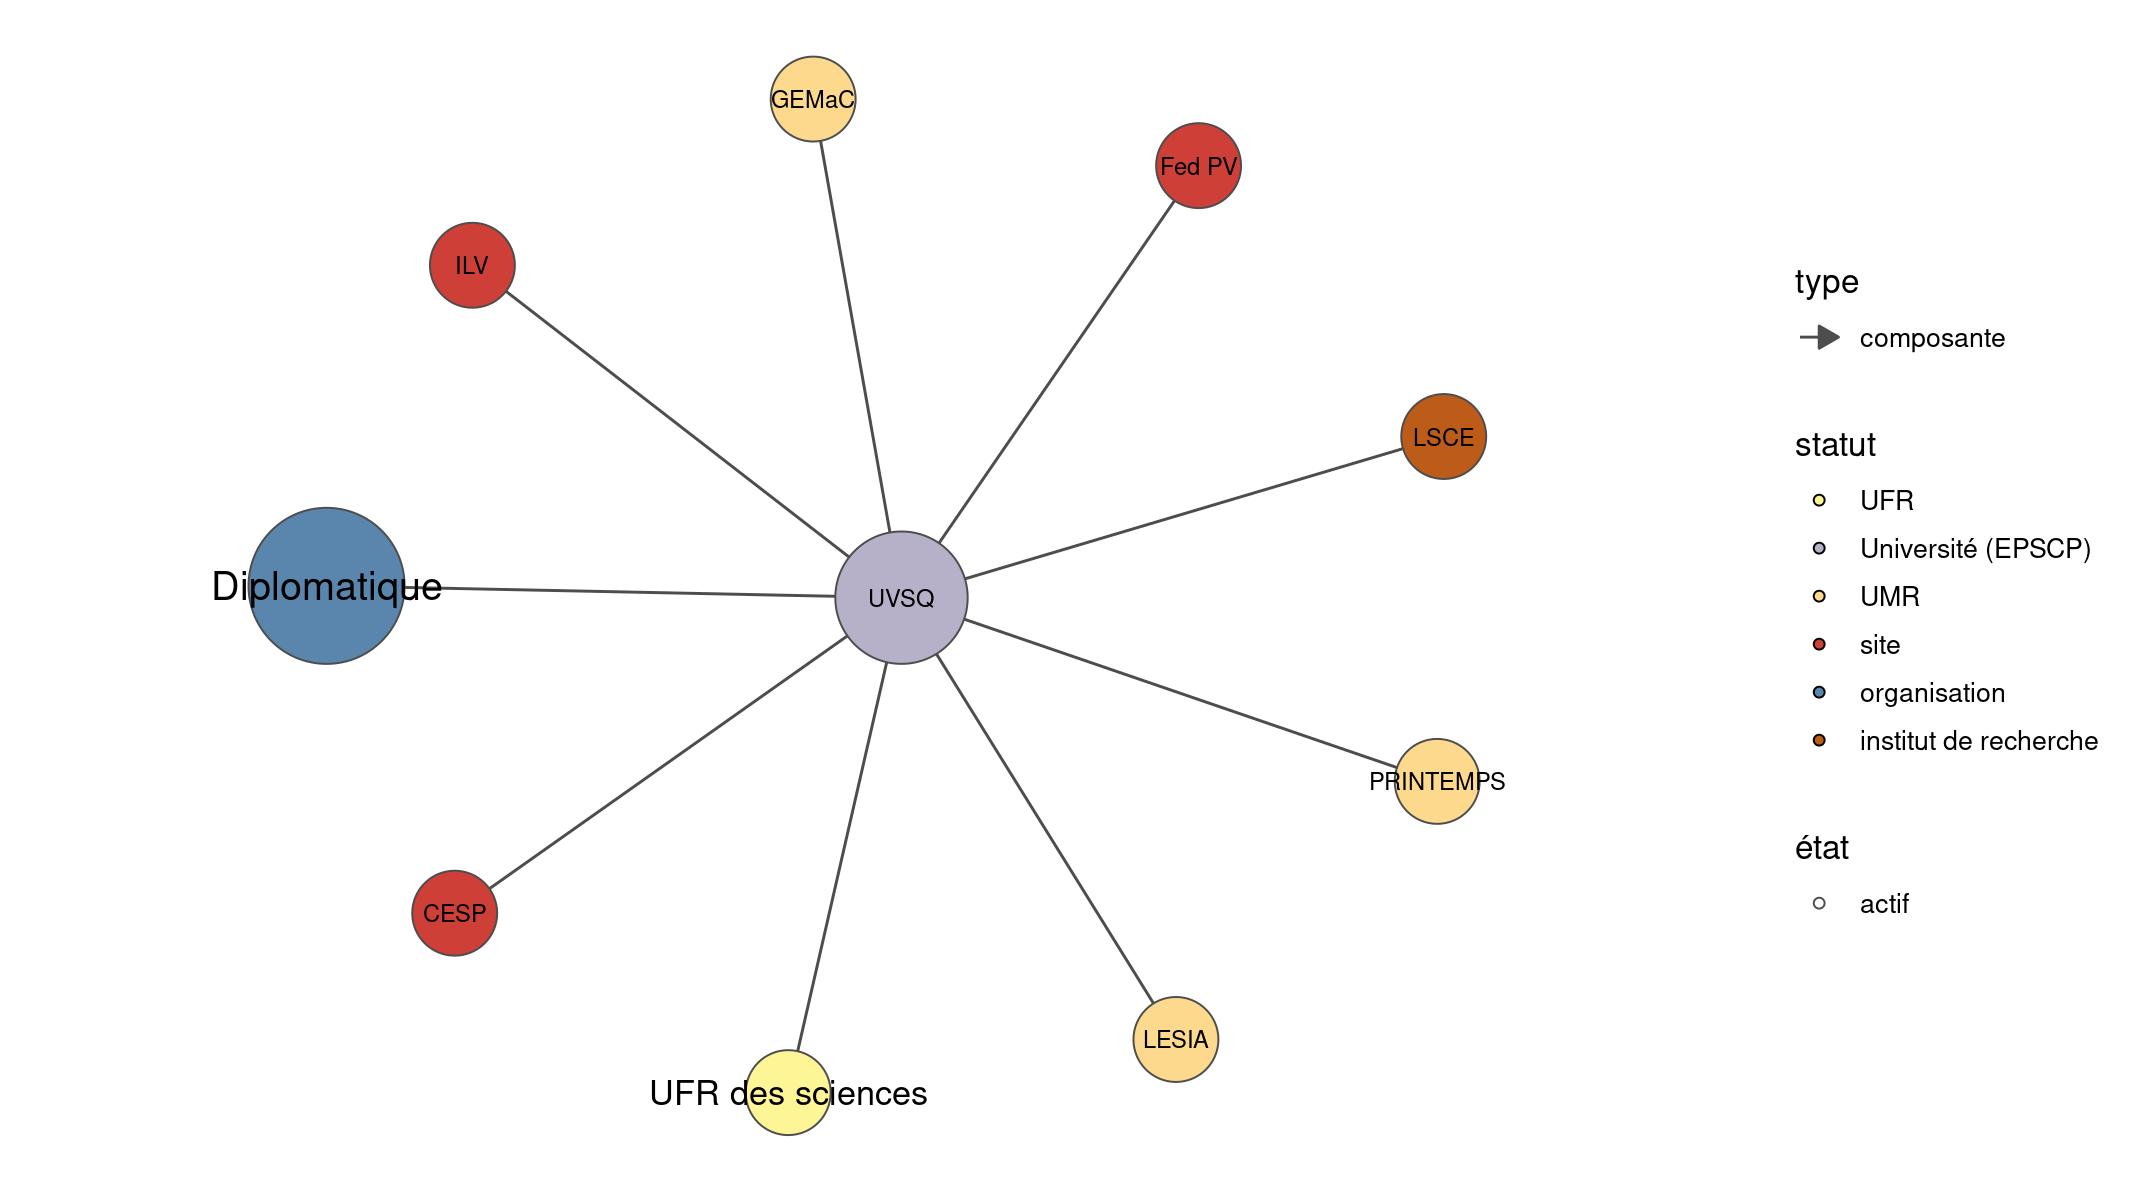 GEMaC
Fed PV
ILV
LSCE
Diplomatique
UVSQ
PRINTEMPS
CESP
LESIA
UFR des sciences
type
composante
statut
UFR
Université (EPSCP)
UMR
site
organisation
institut de recherche
état
actif